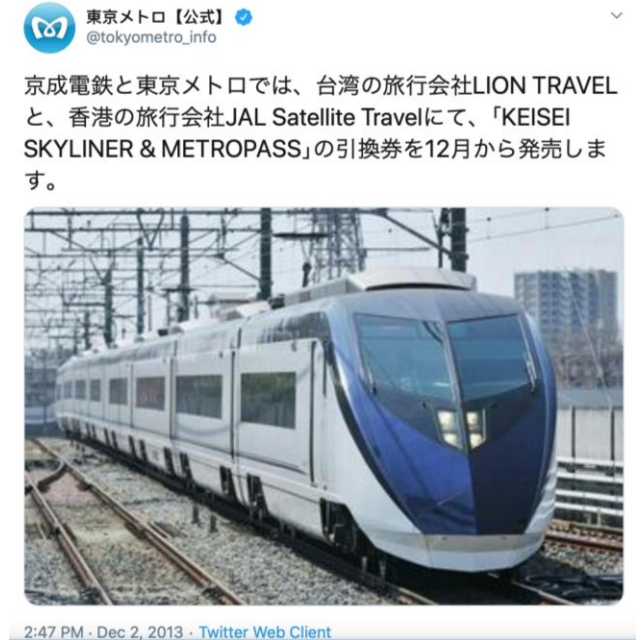 東京メトロ【公式】
@tokyometro_info
京成電鉄と東京メトロでは、台湾の旅行会社LION TRAVEL
と、香港の旅行会社JAL Satellite Travelにて、「KEISEI
SKYLINER & METROPASS」の引換券を12月から発売しま
す。
2:47 PM · Dec 2, 2013 · Twitter Web Client